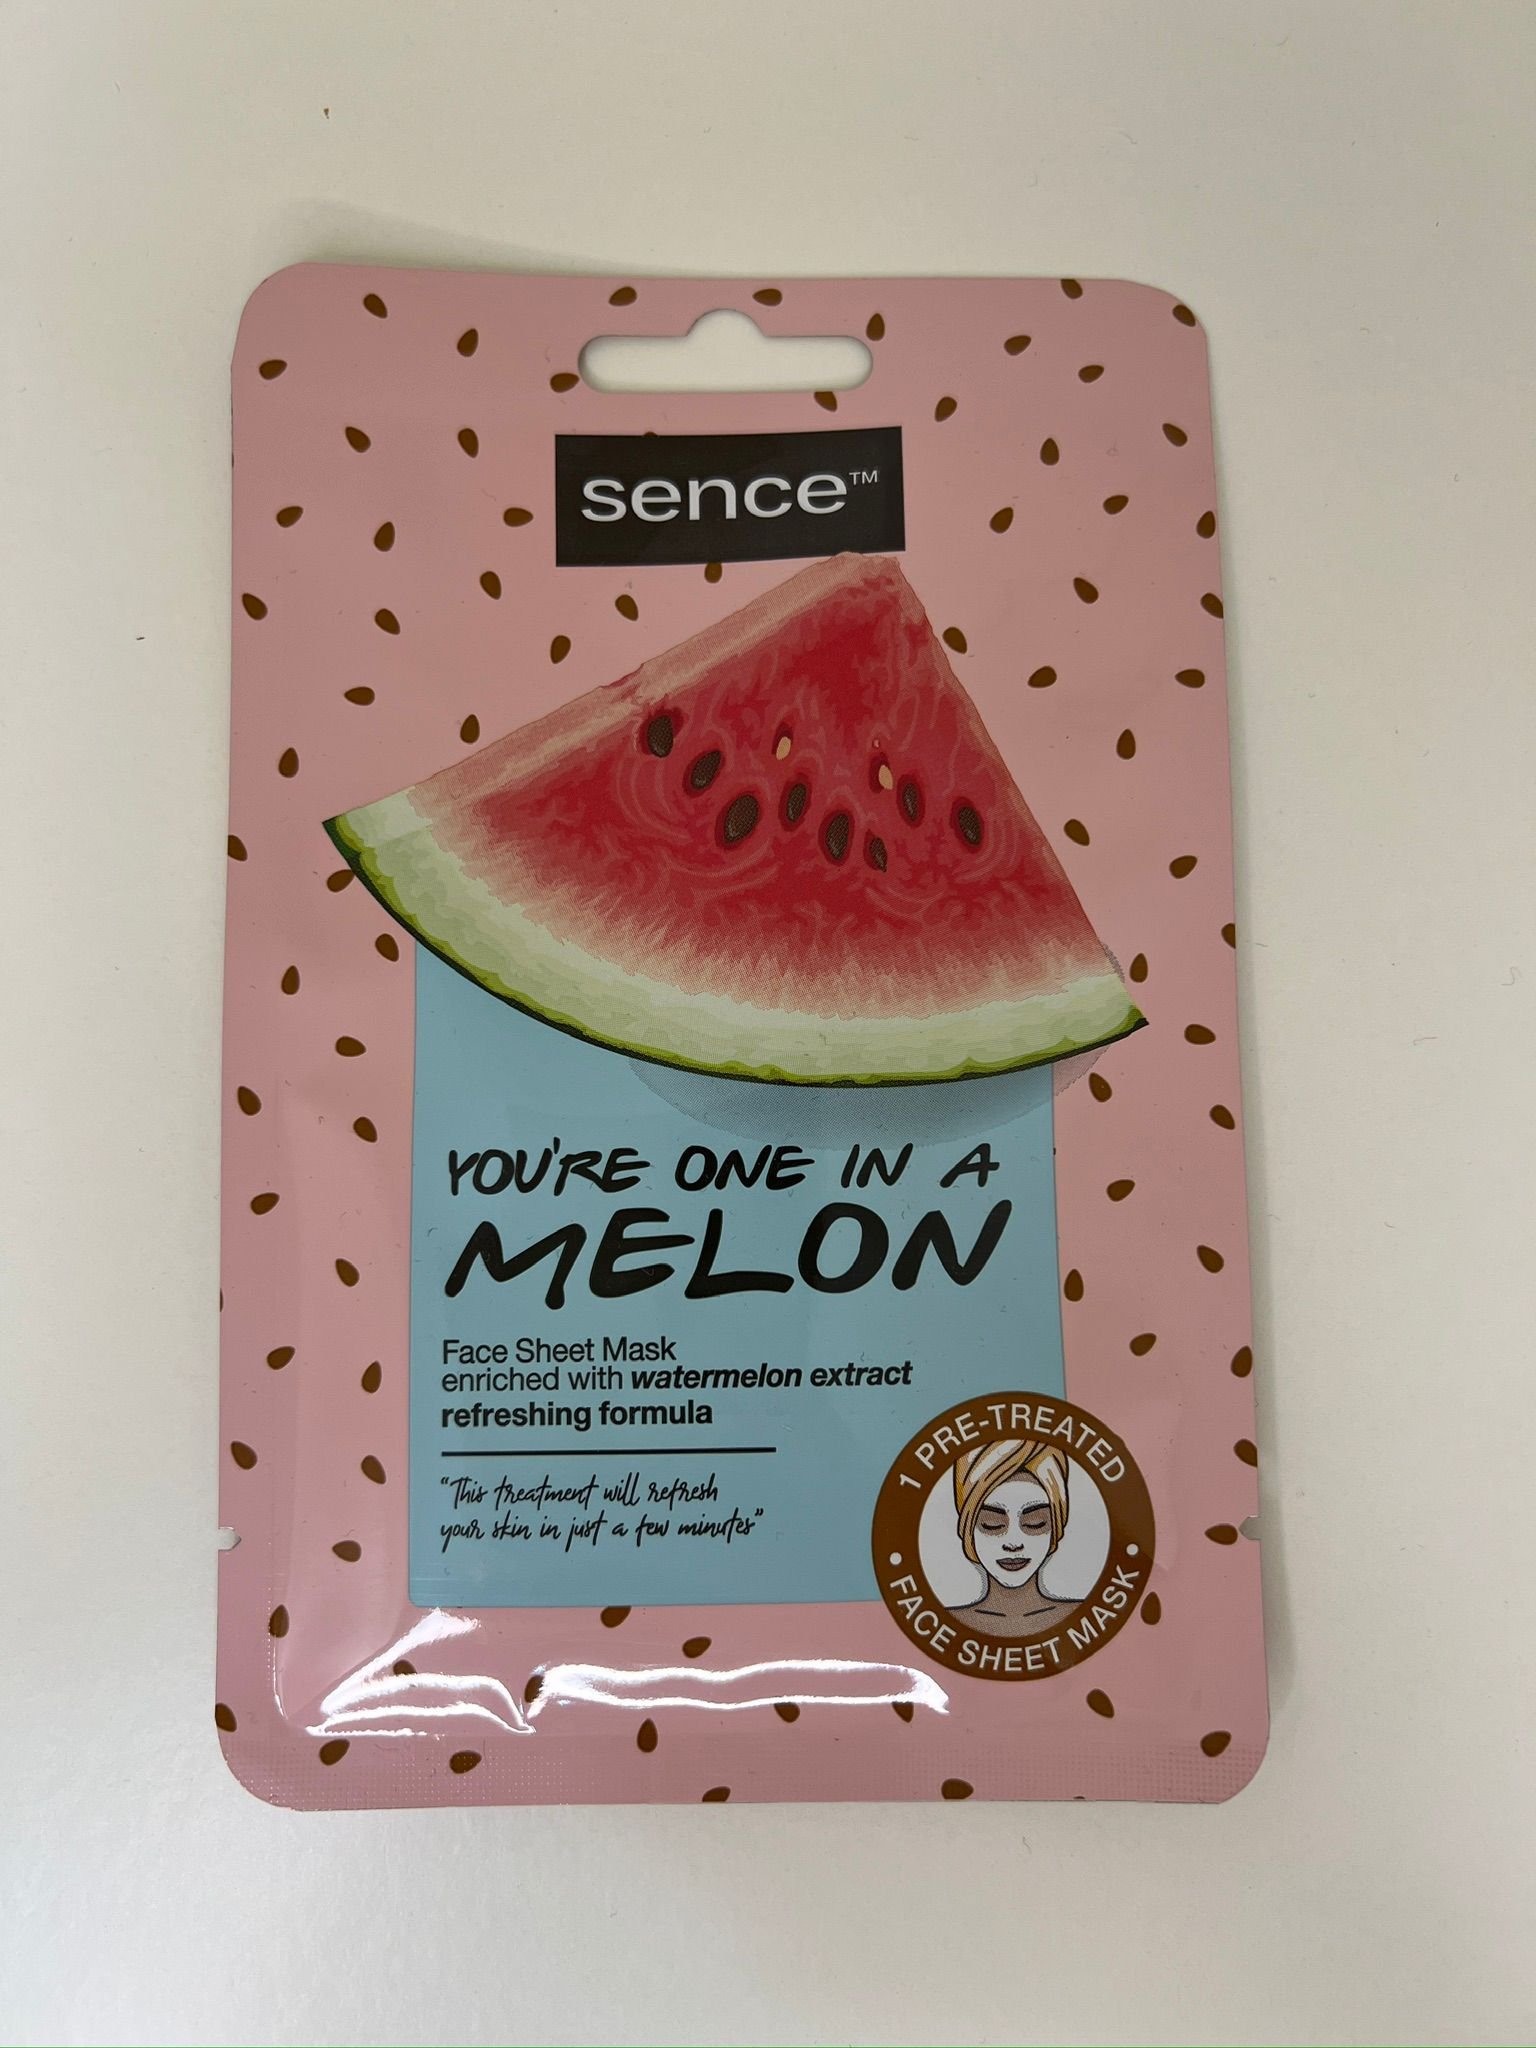 sence™
YOU'RE ONE IN A
MELON
Face Sheet Mask
enriched with watermelon extract
refreshing formula
"This treatment will refresh
your skin in just a few minutes"
1 PRE-TREATED
• FACE SHEET MASK •